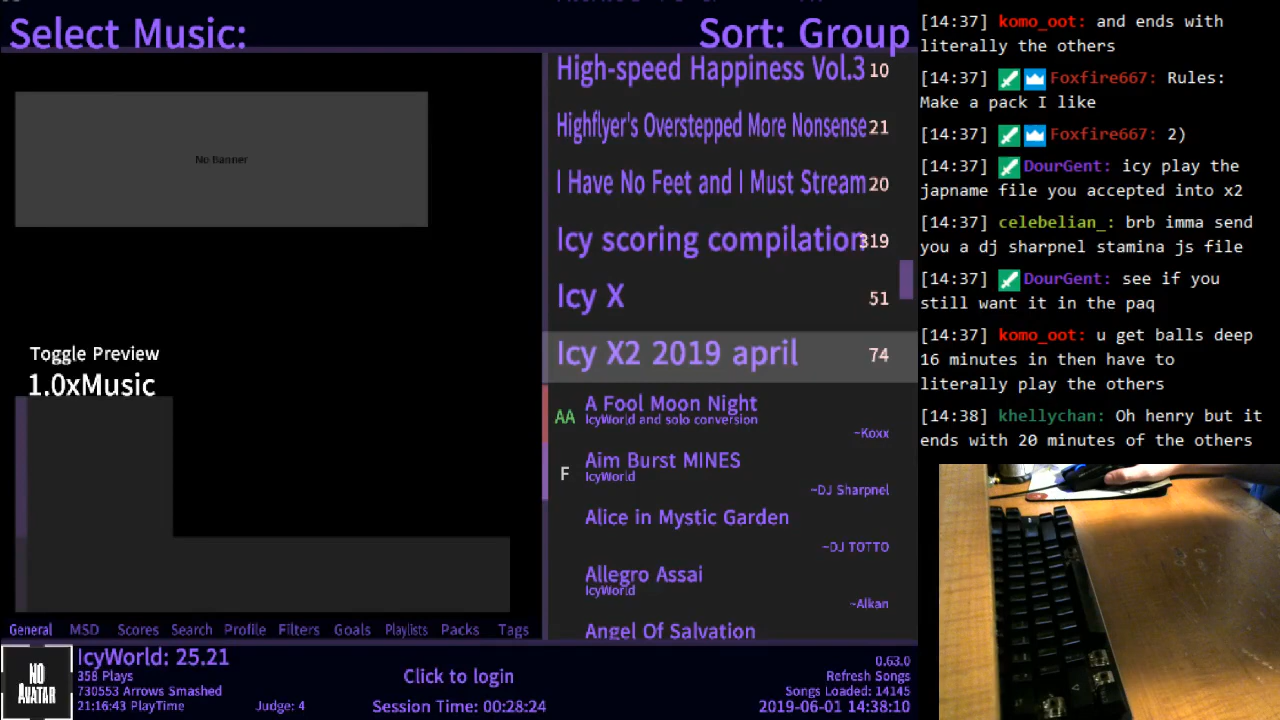 Select Music:
Sort: Group
High-speed Happiness Vol.3 10
Highflyer's Overstepped More Nonsense 21
No Banner
I Have No Feet and I Must Stream 20
Icy scoring compilation 319
Icy X 51
Icy X2 2019 april 74
Toggle Preview
1.0xMusic
AA A Fool Moon Night
IcyWorld and solo conversion
~Koxx
F Aim Burst MINES
IcyWorld
~DJ Sharpnel
Alice in Mystic Garden
~DJ TOTTO
Allegro Assai
IcyWorld
~Alkan
Angel Of Salvation
General MSD Scores Search Profile Filters Goals Playlists Packs Tags
NO
AVATAR
IcyWorld: 25.21
358 Plays
730553 Arrows Smashed
21:16:43 PlayTime
Judge: 4
Click to login
Session Time: 00:28:24
0.63.0
Refresh Songs
Songs Loaded: 14145
2019-06-01 14:38:10
[14:37] komo_oot: and ends with
literally the others
[14:37] Foxfire667: Rules:
Make a pack I like
[14:37] Foxfire667: 2)
[14:37] DourGent: icy play the
japname file you accepted into x2
[14:37] celebelian_: brb imma send
you a dj sharpnel stamina js file
[14:37] DourGent: see if you
still want it in the paq
[14:37] komo_oot: u get balls deep
16 minutes in then have to
literally play the others
[14:38] khellychan: Oh henry but it
ends with 20 minutes of the others